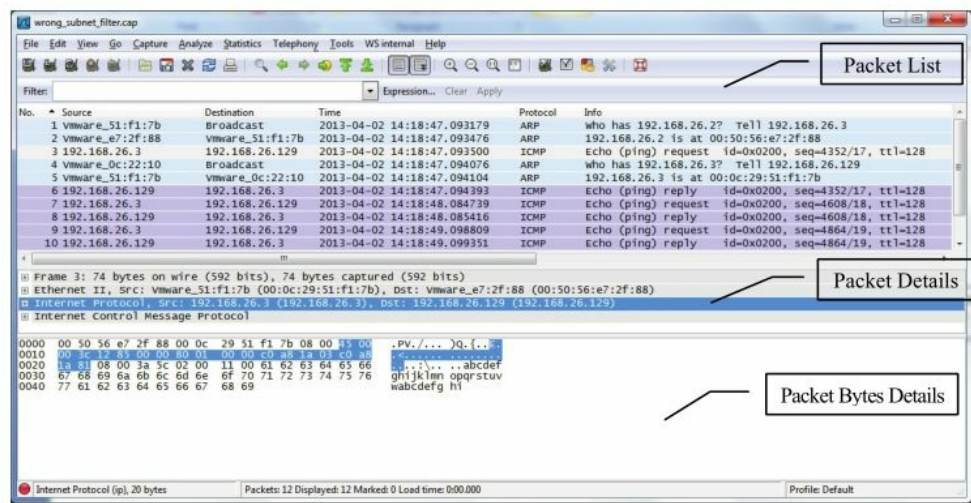 wrong_subnet_filter.cap
File Edit View Go Capture Analyze Statistics Telephony Tools WS internal Help
Packet List
Filter: Expression... Clear Apply
No. Source Destination Time Protocol Info
1 Vmware_51:f1:7b Broadcast 2013-04-02 14:18:47.093179 ARP who has 192.168.26.2? Tell 192.168.26.3
2 Vmware_e7:2f:88 Vmware_51:f1:7b 2013-04-02 14:18:47.093476 ARP 192.168.26.2 is at 00:50:56:e7:2f:88
3 192.168.26.3 192.168.26.129 2013-04-02 14:18:47.093500 ICMP Echo (ping) request id=0x0200, seq=4352/17, ttl=128
4 Vmware_0c:22:10 Broadcast 2013-04-02 14:18:47.094076 ARP who has 192.168.26.3? Tell 192.168.26.129
5 Vmware_51:f1:7b Vmware_0c:22:10 2013-04-02 14:18:47.094104 ARP 192.168.26.3 is at 00:0c:29:51:f1:7b
6 192.168.26.129 192.168.26.3 2013-04-02 14:18:47.094393 ICMP Echo (ping) reply id=0x0200, seq=4352/17, ttl=128
7 192.168.26.3 192.168.26.129 2013-04-02 14:18:48.084739 ICMP Echo (ping) request id=0x0200, seq=4608/18, ttl=128
8 192.168.26.129 192.168.26.3 2013-04-02 14:18:48.085416 ICMP Echo (ping) reply id=0x0200, seq=4608/18, ttl=128
9 192.168.26.3 192.168.26.129 2013-04-02 14:18:49.098809 ICMP Echo (ping) request id=0x0200, seq=4864/19, ttl=128
10 192.168.26.129 192.168.26.3 2013-04-02 14:18:49.099351 ICMP Echo (ping) reply id=0x0200, seq=4864/19, ttl=128
Frame 3: 74 bytes on wire (592 bits), 74 bytes captured (592 bits)
Ethernet II, Src: Vmware_51:f1:7b (00:0c:29:51:f1:7b), Dst: Vmware_e7:2f:88 (00:50:56:e7:2f:88)
Packet Details
Internet Protocol, Src: 192.168.26.3 (192.168.26.3), Dst: 192.168.26.129 (192.168.26.129)
Internet Control Message Protocol
0000 00 50 56 e7 2f 88 00 0c 29 51 f1 7b 08 00 45 00 .PV./... )Q.{..E.
0010 00 3c 12 85 00 00 80 01 00 00 c0 a8 1a 03 c0 a8 .<...... ........
0020 1a 81 08 00 3a 5c 02 00 11 00 61 62 63 64 65 66 ....:\.. ..abcdef
0030 67 68 69 6a 6b 6c 6d 6e 6f 70 71 72 73 74 75 76 ghijklmn opqrstuv
0040 77 61 62 63 64 65 66 67 68 69 wabcdefg hi
Packet Bytes Details
Internet Protocol (ip), 20 bytes Packets: 12 Displayed: 12 Marked: 0 Load time: 0:00.000 Profile: Default